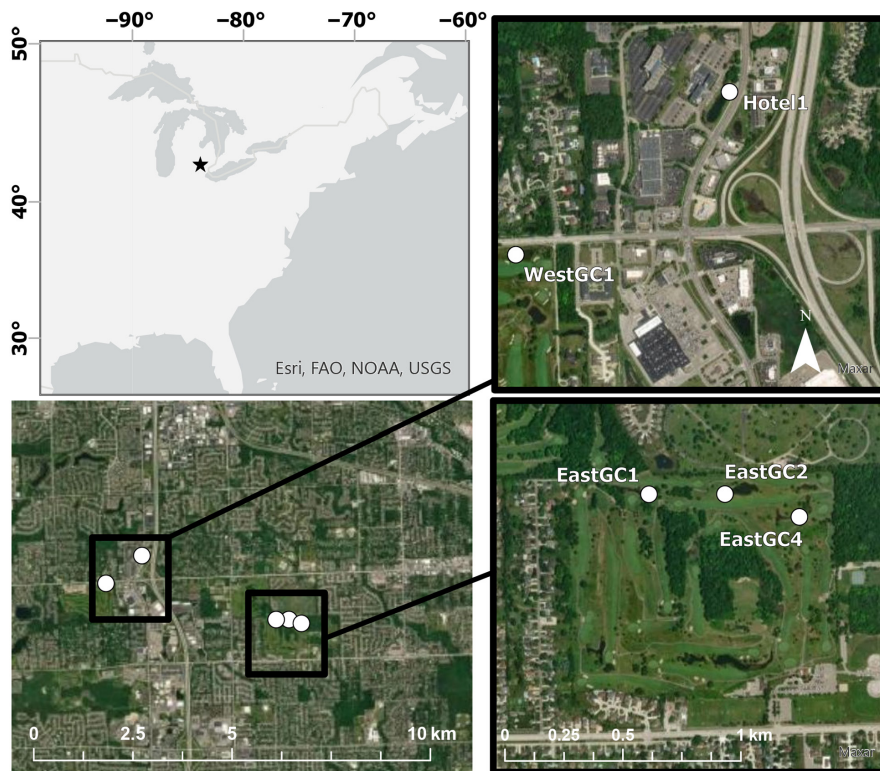 −90° −80° −70° −60°
50°
40°
30°
Esri, FAO, NOAA, USGS
Hotel1
WestGC1
N
Maxar
0 2.5 5 10 km
EastGC1
EastGC2
EastGC4
0 0.25 0.5 1 km
Maxar